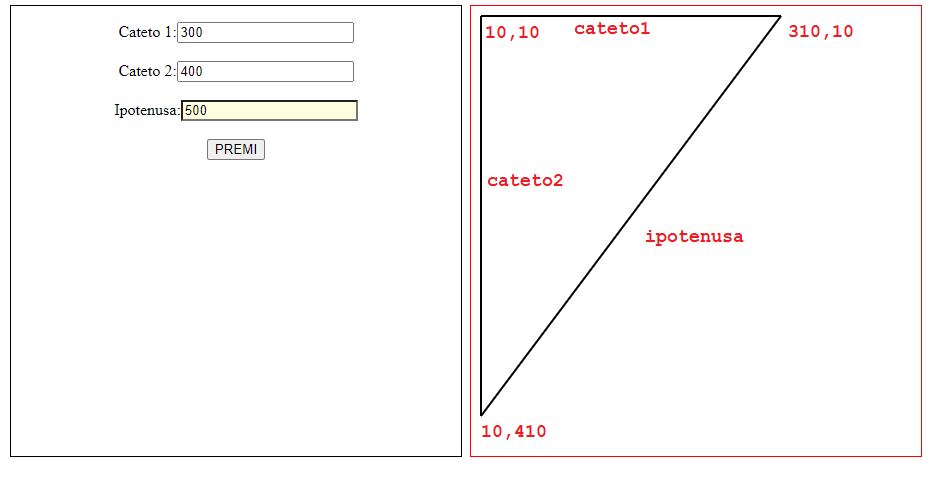 Cateto 1: 300
Cateto 2: 400
Ipotenusa: 500
PREMI
10,10
cateto1
310,10
cateto2
ipotenusa
10,410